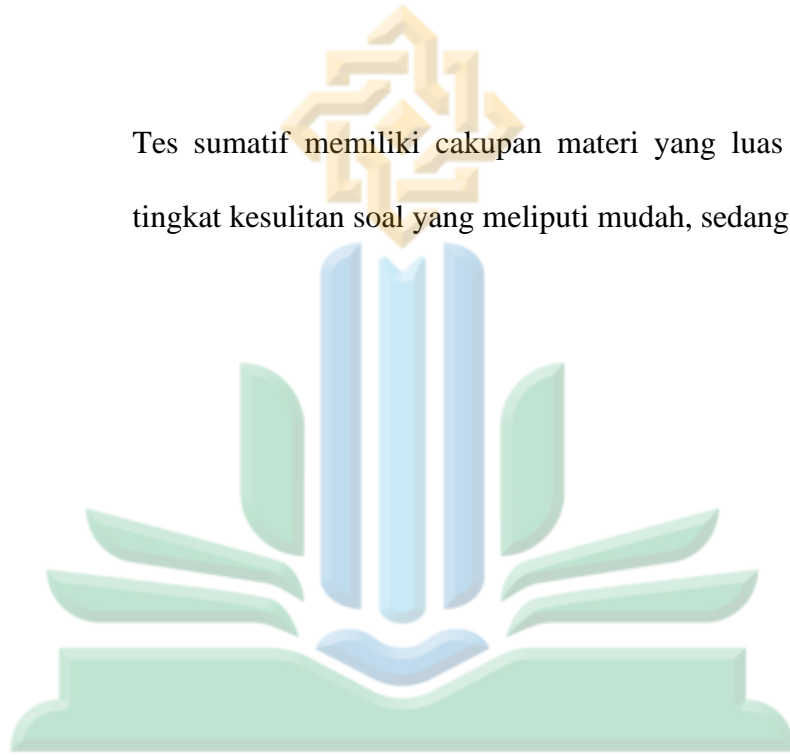 Tes sumatif memiliki cakupan materi yang luas
tingkat kesulitan soal yang meliputi mudah, sedang